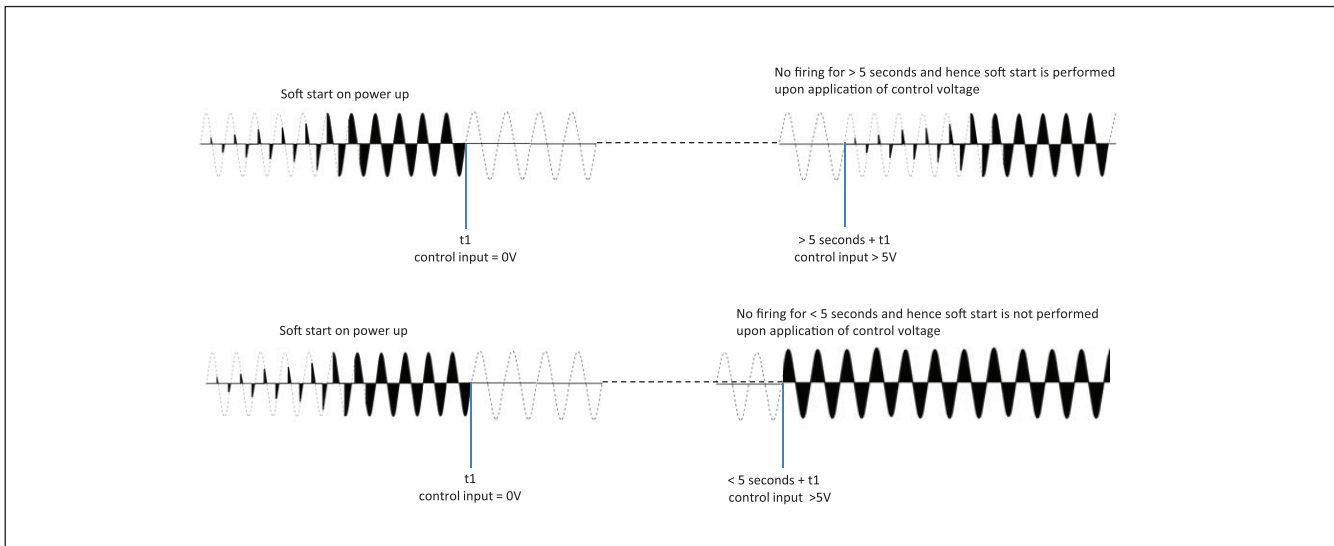 Soft start on power up
No firing for > 5 seconds and hence soft start is performed
upon application of control voltage
t1
control input = 0V
> 5 seconds + t1
control input > 5V
Soft start on power up
No firing for < 5 seconds and hence soft start is not performed
upon application of control voltage
t1
control input = 0V
< 5 seconds + t1
control input >5V